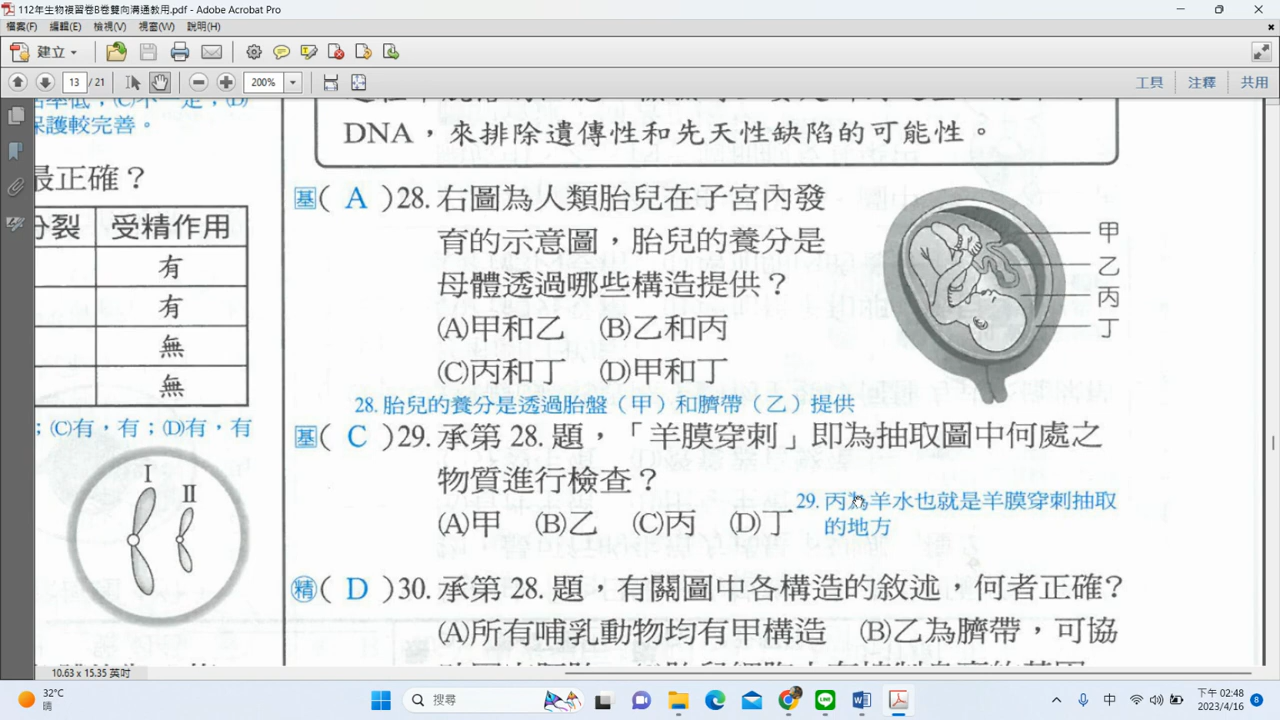 112年生物複習卷B卷雙向溝通教用.pdf - Adobe Acrobat Pro
檔案(F) 編輯(E) 檢視(V) 視窗(W) 說明(H)
建立
13 / 21 200% 工具 注釋 共用
保護較完善。
最正確？
分裂 受精作用
有
有
無
無
；(C)有，有；(D)有，有
I
II
DNA，來排除遺傳性和先天性缺陷的可能性。
基( A )28. 右圖為人類胎兒在子宮內發
育的示意圖，胎兒的養分是
母體透過哪些構造提供？
(A)甲和乙 (B)乙和丙
(C)丙和丁 (D)甲和丁
甲
乙
丙
丁
28. 胎兒的養分是透過胎盤（甲）和臍帶（乙）提供
基( C )29. 承第 28. 題，「羊膜穿刺」即為抽取圖中何處之
物質進行檢查？
(A)甲 (B)乙 (C)丙 (D)丁
29. 丙為羊水也就是羊膜穿刺抽取
的地方
精( D )30. 承第 28. 題，有關圖中各構造的敘述，何者正確？
(A)所有哺乳動物均有甲構造 (B)乙為臍帶，可協
10.63 x 15.35 英吋
32°C
晴
搜尋
中
下午 02:48
2023/4/16
8